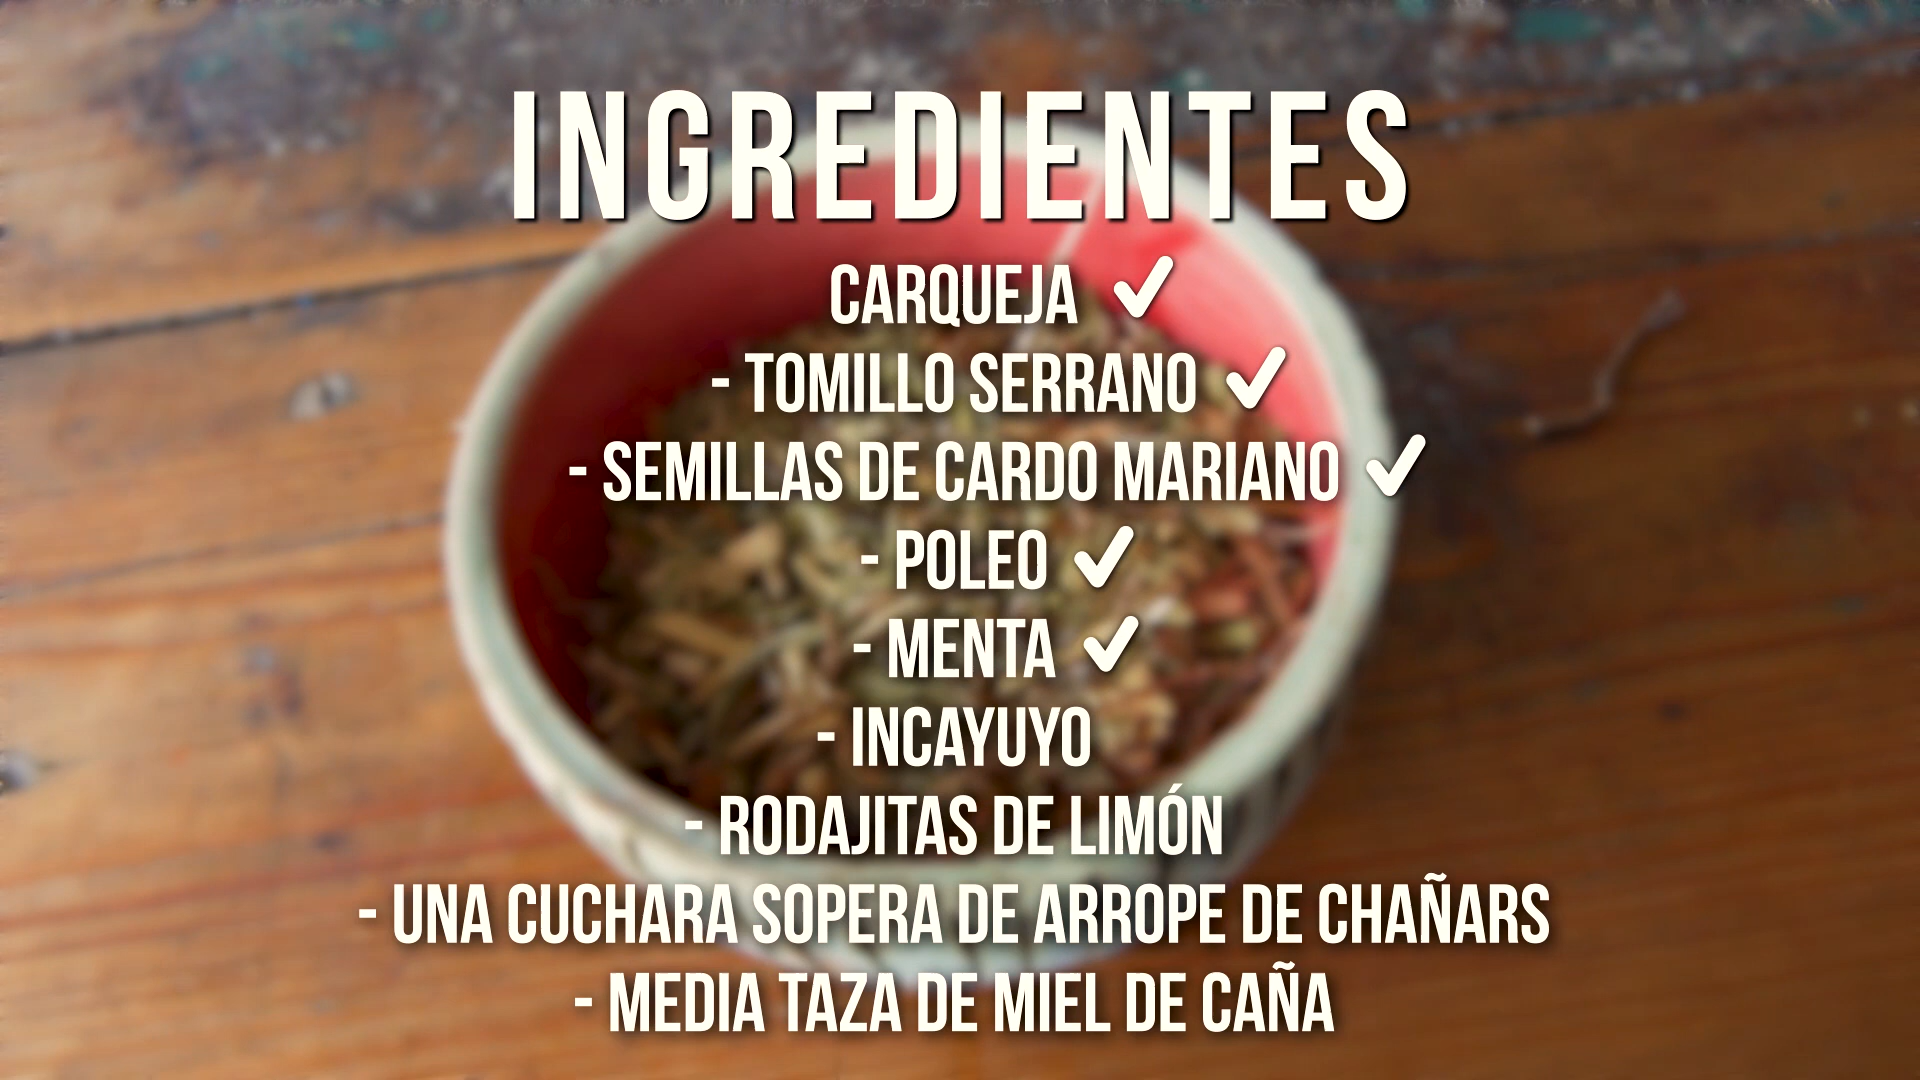 INGREDIENTES
CARQUEJA ✔
- TOMILLO SERRANO ✔
- SEMILLAS DE CARDO MARIANO ✔
- POLEO ✔
- MENTA ✔
- INCAYUYO
- RODAJITAS DE LIMÓN
- UNA CUCHARA SOPERA DE ARROPE DE CHAÑARS
- MEDIA TAZA DE MIEL DE CAÑA